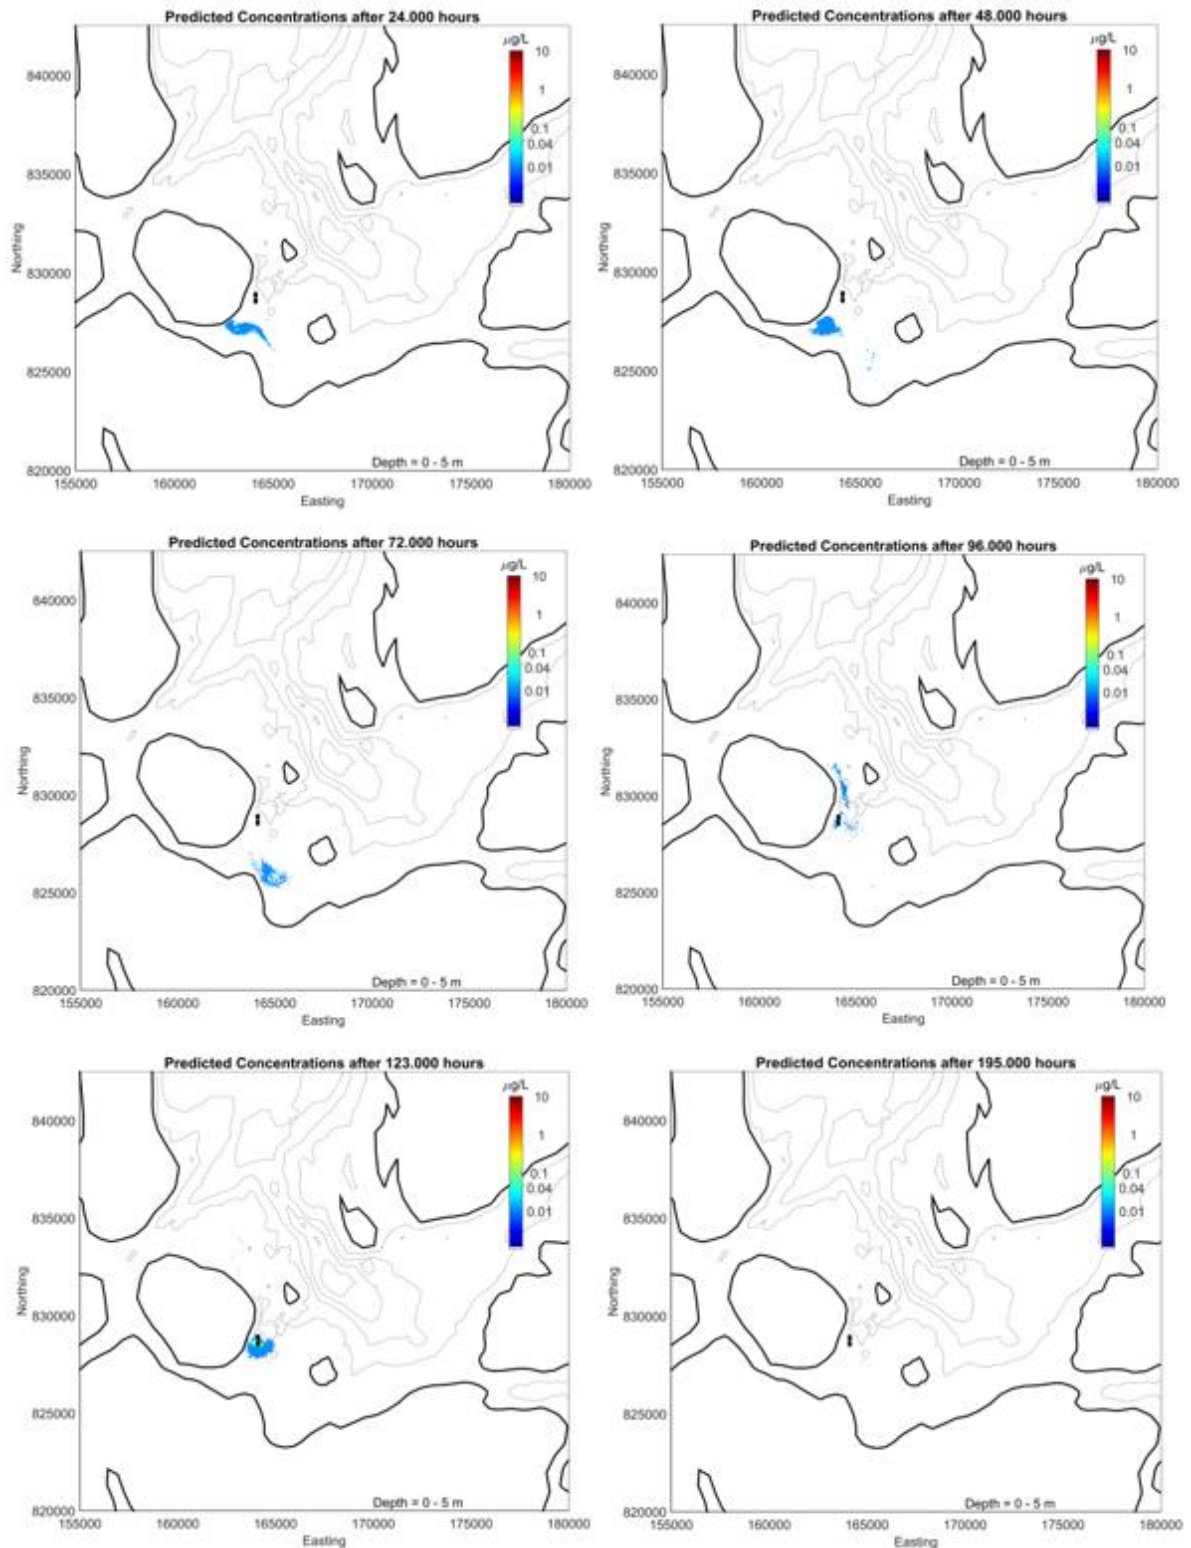 Predicted Concentrations after 24.000 hours
µg/L
10
1
0.1
0.04
0.01
840000
835000
830000
825000
820000
Northing
Depth = 0 - 5 m
155000 160000 165000 170000 175000 180000
Easting
Predicted Concentrations after 48.000 hours
µg/L
10
1
0.1
0.04
0.01
840000
835000
830000
825000
820000
Northing
Depth = 0 - 5 m
155000 160000 165000 170000 175000 180000
Easting
Predicted Concentrations after 72.000 hours
µg/L
10
1
0.1
0.04
0.01
840000
835000
830000
825000
820000
Northing
Depth = 0 - 5 m
155000 160000 165000 170000 175000 180000
Easting
Predicted Concentrations after 96.000 hours
µg/L
10
1
0.1
0.04
0.01
840000
835000
830000
825000
820000
Northing
Depth = 0 - 5 m
155000 160000 165000 170000 175000 180000
Easting
Predicted Concentrations after 123.000 hours
µg/L
10
1
0.1
0.04
0.01
840000
835000
830000
825000
820000
Northing
Depth = 0 - 5 m
155000 160000 165000 170000 175000 180000
Easting
Predicted Concentrations after 195.000 hours
µg/L
10
1
0.1
0.04
0.01
840000
835000
830000
825000
820000
Northing
Depth = 0 - 5 m
155000 160000 165000 170000 175000 180000
Easting